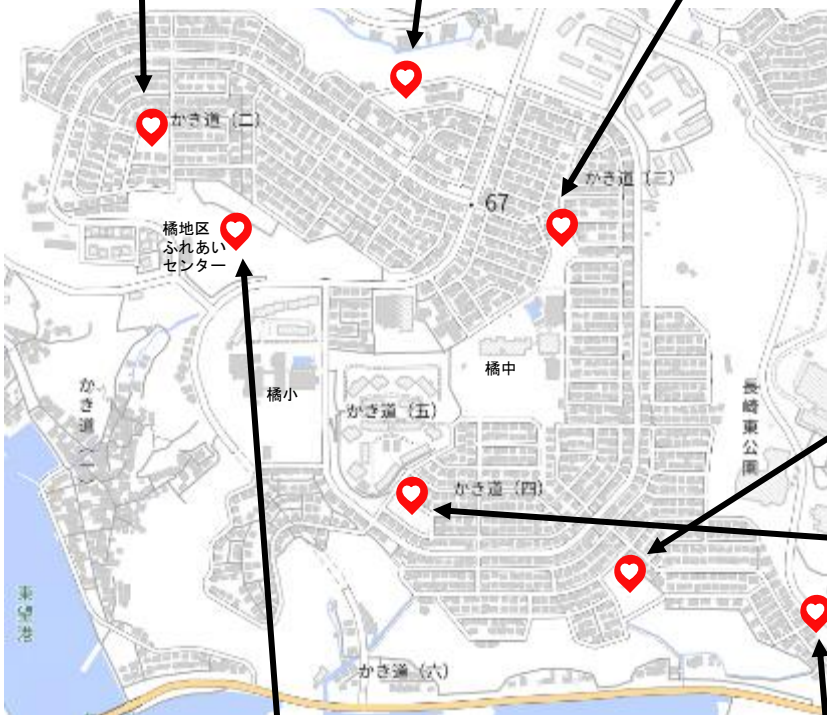 かき道（二）
かき道（三）
・67
橘地区
ふれあい
センター
橘中
橘小
かき道（五）
かき道（一）
長崎東公園
かき道（四）
東望港
かき道（六）